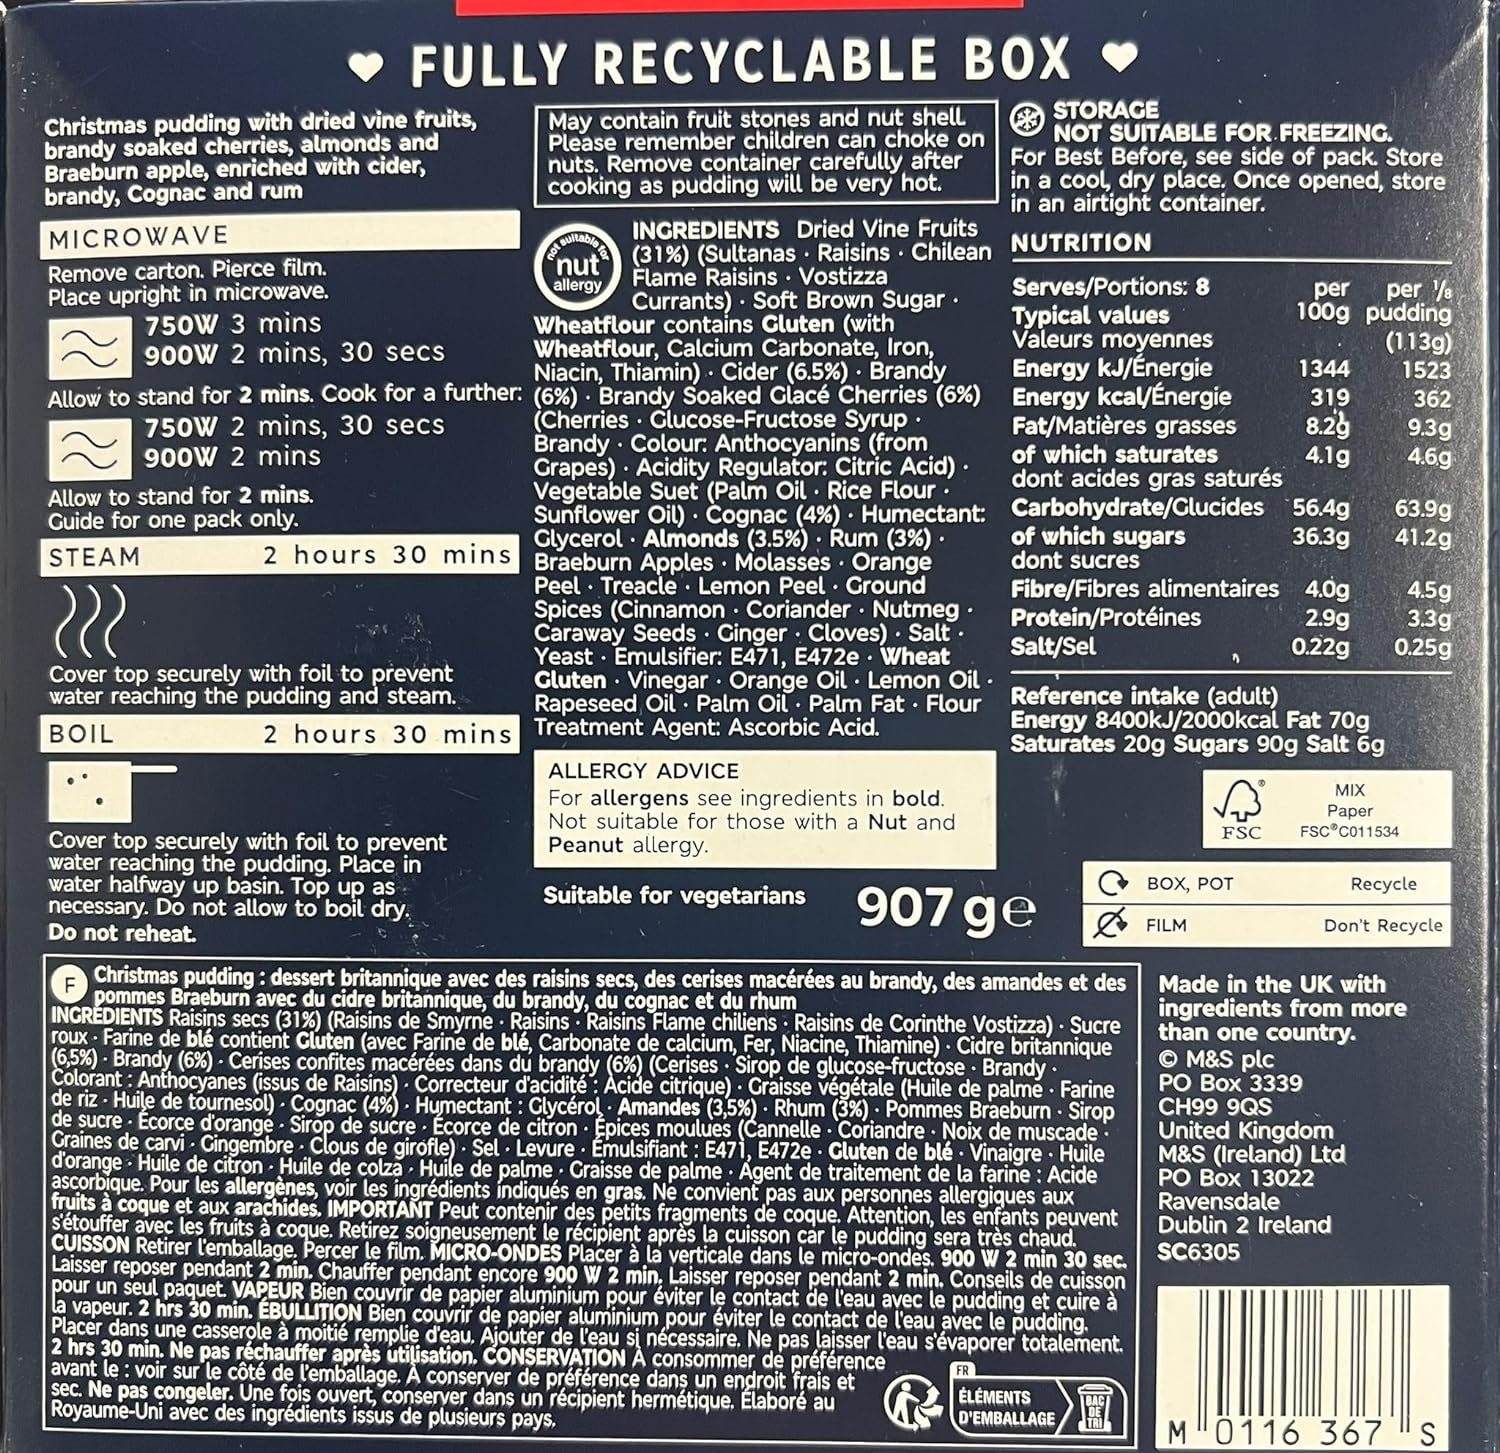 FULLY RECYCLABLE BOX
Christmas pudding with dried vine fruits,
brandy soaked cherries, almonds and
Braeburn apple, enriched with cider,
brandy, Cognac and rum
MICROWAVE
Remove carton. Pierce film.
Place upright in microwave.
750W 3 mins
900W 2 mins, 30 secs
Allow to stand for 2 mins. Cook for a further:
750W 2 mins, 30 secs
900W 2 mins
Allow to stand for 2 mins.
Guide for one pack only.
STEAM 2 hours 30 mins
Cover top securely with foil to prevent
water reaching the pudding and steam.
BOIL 2 hours 30 mins
Cover top securely with foil to prevent
water reaching the pudding. Place in
water halfway up basin. Top up as
necessary. Do not allow to boil dry.
Do not reheat.
May contain fruit stones and nut shell.
Please remember children can choke on
nuts. Remove container carefully after
cooking as pudding will be very hot.
not suitable for
nut
allergy
INGREDIENTS Dried Vine Fruits
(31%) (Sultanas · Raisins · Chilean
Flame Raisins · Vostizza
Currants) · Soft Brown Sugar ·
Wheatflour contains Gluten (with
Wheatflour, Calcium Carbonate, Iron,
Niacin, Thiamin) · Cider (6.5%) · Brandy
(6%) · Brandy Soaked Glacé Cherries (6%)
(Cherries · Glucose-Fructose Syrup ·
Brandy · Colour: Anthocyanins (from
Grapes) · Acidity Regulator: Citric Acid) ·
Vegetable Suet (Palm Oil · Rice Flour ·
Sunflower Oil) · Cognac (4%) · Humectant:
Glycerol · Almonds (3.5%) · Rum (3%) ·
Braeburn Apples · Molasses · Orange
Peel · Treacle · Lemon Peel · Ground
Spices (Cinnamon · Coriander · Nutmeg ·
Caraway Seeds · Ginger · Cloves) · Salt ·
Yeast · Emulsifier: E471, E472e · Wheat
Gluten · Vinegar · Orange Oil · Lemon Oil ·
Rapeseed Oil · Palm Oil · Palm Fat · Flour
Treatment Agent: Ascorbic Acid.
ALLERGY ADVICE
For allergens see ingredients in bold.
Not suitable for those with a Nut and
Peanut allergy.
Suitable for vegetarians
907g e
STORAGE
NOT SUITABLE FOR FREEZING.
For Best Before, see side of pack. Store
in a cool, dry place. Once opened, store
in an airtight container.
NUTRITION
Serves/Portions: 8 per per ⅛
Typical values 100g pudding
Valeurs moyennes (113g)
Energy kJ/Énergie 1344 1523
Energy kcal/Énergie 319 362
Fat/Matières grasses 8.2g 9.3g
of which saturates 4.1g 4.6g
dont acides gras saturés
Carbohydrate/Glucides 56.4g 63.9g
of which sugars 36.3g 41.2g
dont sucres
Fibre/Fibres alimentaires 4.0g 4.5g
Protein/Protéines 2.9g 3.3g
Salt/Sel 0.22g 0.25g
Reference intake (adult)
Energy 8400kJ/2000kcal Fat 70g
Saturates 20g Sugars 90g Salt 6g
FSC
MIX
Paper
FSC®C011534
BOX, POT Recycle
FILM Don't Recycle
F Christmas pudding : dessert britannique avec des raisins secs, des cerises macérées au brandy, des amandes et des
pommes Braeburn avec du cidre britannique, du brandy, du cognac et du rhum
INGRÉDIENTS Raisins secs (31%) (Raisins de Smyrne · Raisins · Raisins Flame chiliens · Raisins de Corinthe Vostizza) · Sucre
roux · Farine de blé contient Gluten (avec Farine de blé, Carbonate de calcium, Fer, Niacine, Thiamine) · Cidre britannique
(6,5%) · Brandy (6%) · Cerises confites macérées dans du brandy (6%) (Cerises · Sirop de glucose-fructose · Brandy ·
Colorant : Anthocyanes (issus de Raisins) · Correcteur d'acidité : Acide citrique) · Graisse végétale (Huile de palme · Farine
de riz · Huile de tournesol) · Cognac (4%) · Humectant : Glycérol · Amandes (3,5%) · Rhum (3%) · Pommes Braeburn · Sirop
de sucre · Écorce d'orange · Sirop de sucre · Écorce de citron · Épices moulues (Cannelle · Coriandre · Noix de muscade ·
Graines de carvi · Gingembre · Clous de girofle) · Sel · Levure · Émulsifiant : E471, E472e · Gluten de blé · Vinaigre · Huile
d'orange · Huile de citron · Huile de colza · Huile de palme · Graisse de palme · Agent de traitement de la farine : Acide
ascorbique. Pour les allergènes, voir les ingrédients indiqués en gras. Ne convient pas aux personnes allergiques aux
fruits à coque et aux arachides. IMPORTANT Peut contenir des petits fragments de coque. Attention, les enfants peuvent
s'étouffer avec les fruits à coque. Retirez soigneusement le récipient après la cuisson car le pudding sera très chaud.
CUISSON Retirer l'emballage. Percer le film. MICRO-ONDES Placer à la verticale dans le micro-ondes. 900 W 2 min 30 sec.
Laisser reposer pendant 2 min. Chauffer pendant encore 900 W 2 min. Laisser reposer pendant 2 min. Conseils de cuisson
pour un seul paquet. VAPEUR Bien couvrir de papier aluminium pour éviter le contact de l'eau avec le pudding et cuire à
la vapeur. 2 hrs 30 min. ÉBULLITION Bien couvrir de papier aluminium pour éviter le contact de l'eau avec le pudding.
Placer dans une casserole à moitié remplie d'eau. Ajouter de l'eau si nécessaire. Ne pas laisser l'eau s'évaporer totalement.
2 hrs 30 min. Ne pas réchauffer après utilisation. CONSERVATION À consommer de préférence
avant le : voir sur le côté de l'emballage. À conserver de préférence dans un endroit frais et
sec. Ne pas congeler. Une fois ouvert, conserver dans un récipient hermétique. Élaboré au
Royaume-Uni avec des ingrédients issus de plusieurs pays.
FR
ÉLÉMENTS
D'EMBALLAGE
BAC
DE
TRI
Made in the UK with
ingredients from more
than one country.
© M&S plc
PO Box 3339
CH99 9QS
United Kingdom
M&S (Ireland) Ltd
PO Box 13022
Ravensdale
Dublin 2 Ireland
SC6305
M 0116 367 S